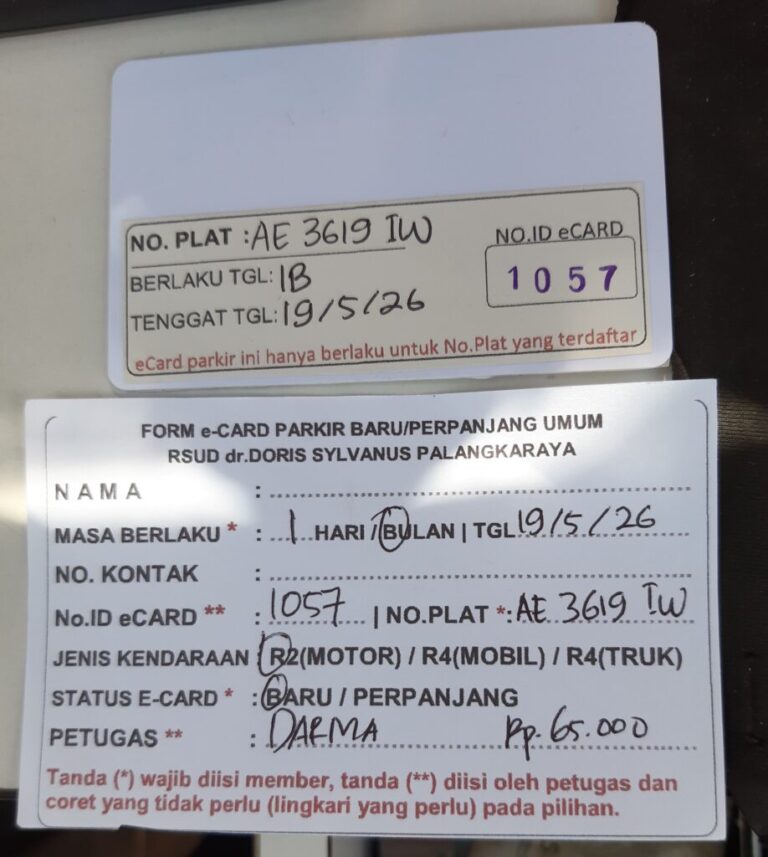 NO. PLAT : AE 3619 IW
NO.ID eCARD
BERLAKU TGL: 1B
1057
TENGGAT TGL: 19/5/26
eCard parkir ini hanya berlaku untuk No.Plat yang terdaftar
FORM e-CARD PARKIR BARU/PERPANJANG UMUM
RSUD dr.DORIS SYLVANUS PALANGKARAYA
N A M A :
MASA BERLAKU * : 1 HARI / BULAN | TGL 19/5/26
NO. KONTAK :
No.ID eCARD ** : 1057 | NO.PLAT *: AE 3619 IW
JENIS KENDARAAN R2(MOTOR) / R4(MOBIL) / R4(TRUK)
STATUS E-CARD * : BARU / PERPANJANG
PETUGAS ** : DARMA Rp. 65.000
Tanda (*) wajib diisi member, tanda (**) diisi oleh petugas dan
coret yang tidak perlu (lingkari yang perlu) pada pilihan.